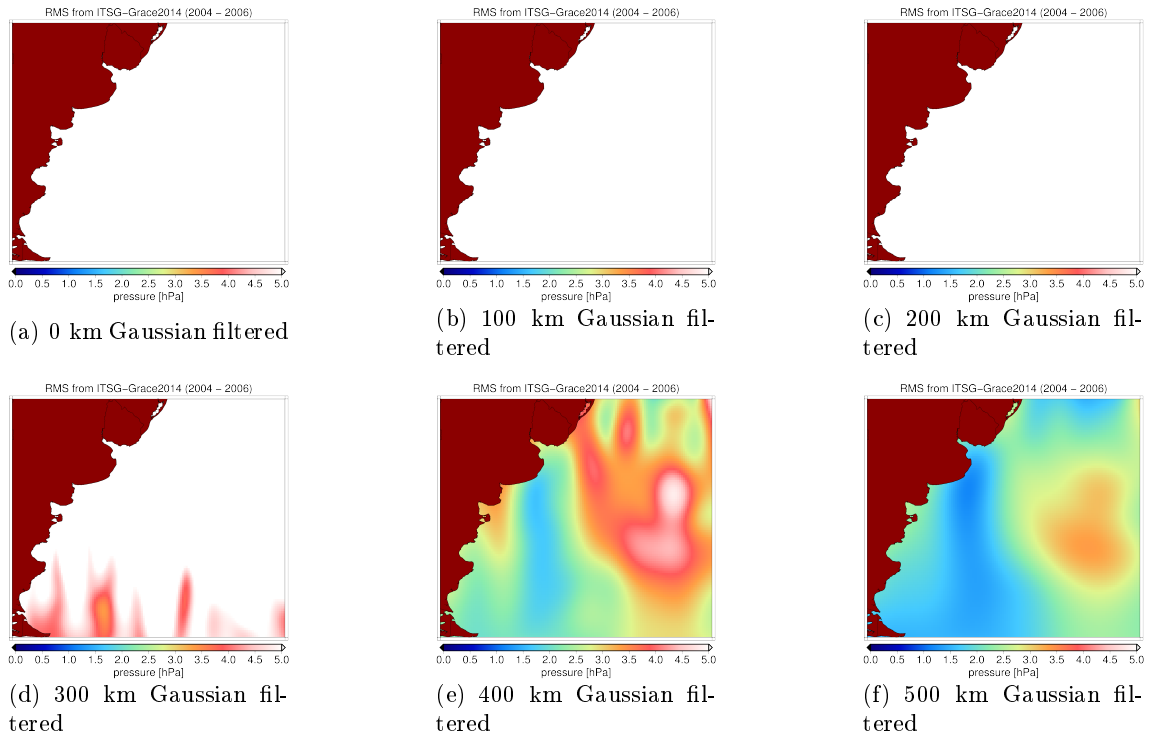 RMS from ITSG-Grace2014 (2004 - 2006)
0.0 0.5 1.0 1.5 2.0 2.5 3.0 3.5 4.0 4.5 5.0
pressure [hPa]
(a) 0 km Gaussian filtered
RMS from ITSG-Grace2014 (2004 - 2006)
0.0 0.5 1.0 1.5 2.0 2.5 3.0 3.5 4.0 4.5 5.0
pressure [hPa]
(b) 100 km Gaussian fil-
tered
RMS from ITSG-Grace2014 (2004 - 2006)
0.0 0.5 1.0 1.5 2.0 2.5 3.0 3.5 4.0 4.5 5.0
pressure [hPa]
(c) 200 km Gaussian fil-
tered
RMS from ITSG-Grace2014 (2004 - 2006)
0.0 0.5 1.0 1.5 2.0 2.5 3.0 3.5 4.0 4.5 5.0
pressure [hPa]
(d) 300 km Gaussian fil-
tered
RMS from ITSG-Grace2014 (2004 - 2006)
0.0 0.5 1.0 1.5 2.0 2.5 3.0 3.5 4.0 4.5 5.0
pressure [hPa]
(e) 400 km Gaussian fil-
tered
RMS from ITSG-Grace2014 (2004 - 2006)
0.0 0.5 1.0 1.5 2.0 2.5 3.0 3.5 4.0 4.5 5.0
pressure [hPa]
(f) 500 km Gaussian fil-
tered